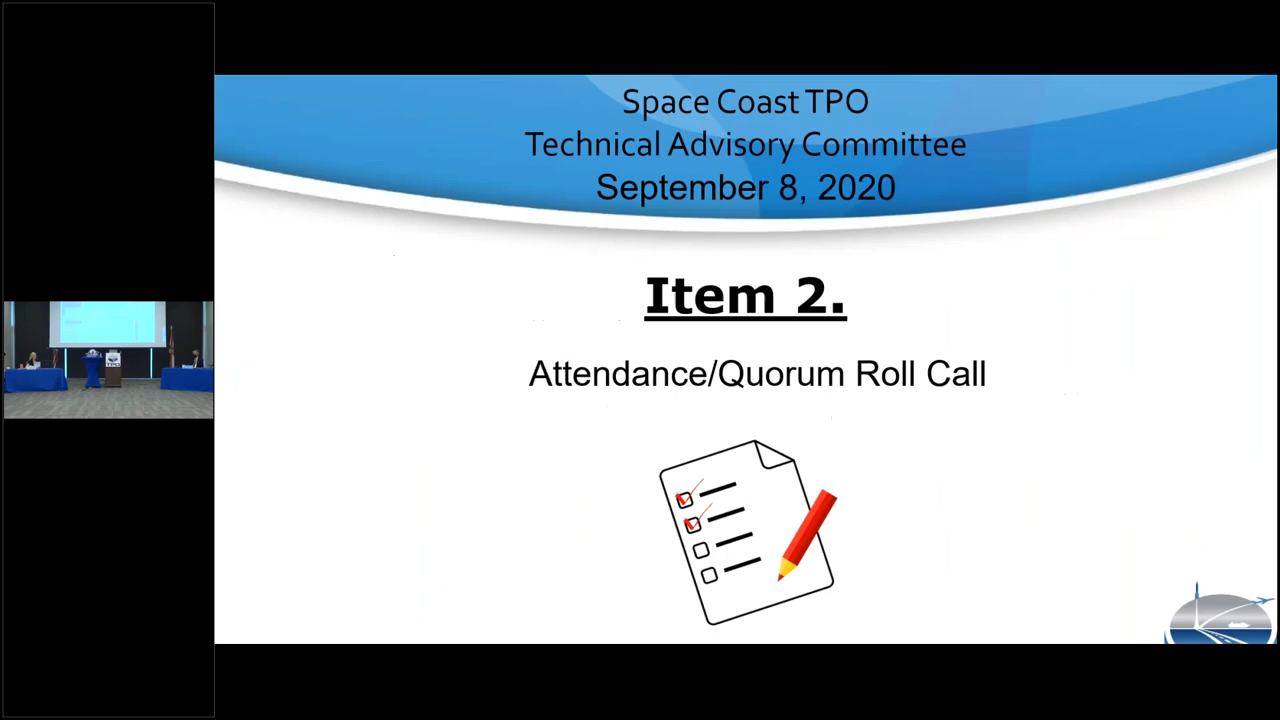 Space Coast TPO
Technical Advisory Committee
September 8, 2020
Item 2.
Attendance/Quorum Roll Call